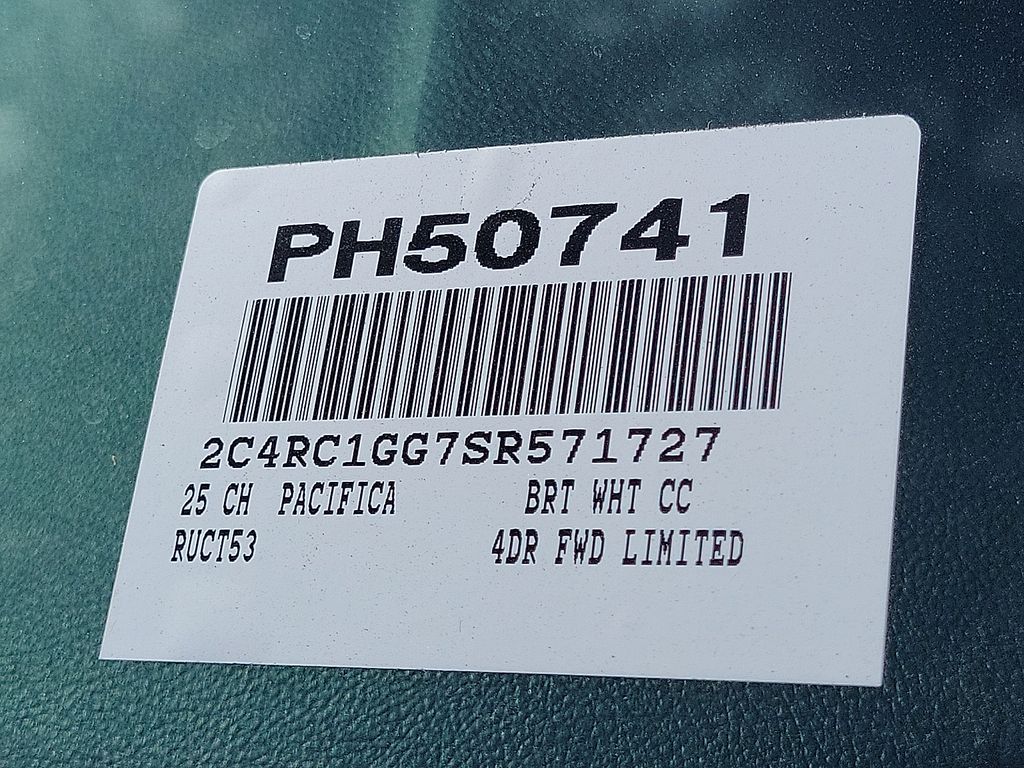 PH50741
2C4RC1GG7SR571727
25 CH PACIFICA BRT WHT CC
RUCT53 4DR FWD LIMITED